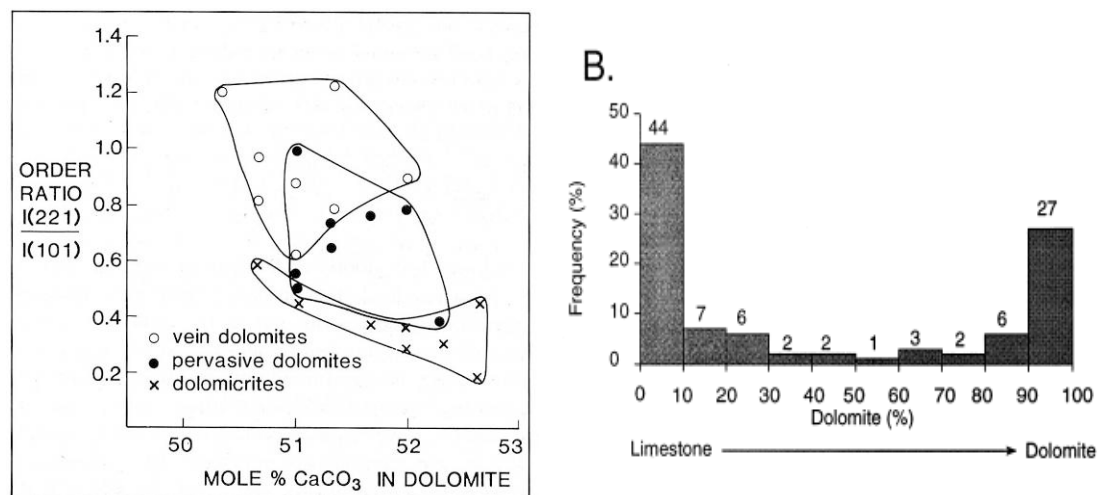 1.4
1.2
1.0
0.8
0.6
0.4
0.2
ORDER
RATIO
I(221)
I(101)
○ vein dolomites
● pervasive dolomites
× dolomicrites
50 51 52 53
MOLE % CaCO₃ IN DOLOMITE
B.
50
40
30
20
10
0
Frequency (%)
44 7 6 2 2 1 3 2 6 27
0 10 20 30 40 50 60 70 80 90 100
Dolomite (%)
Limestone Dolomite